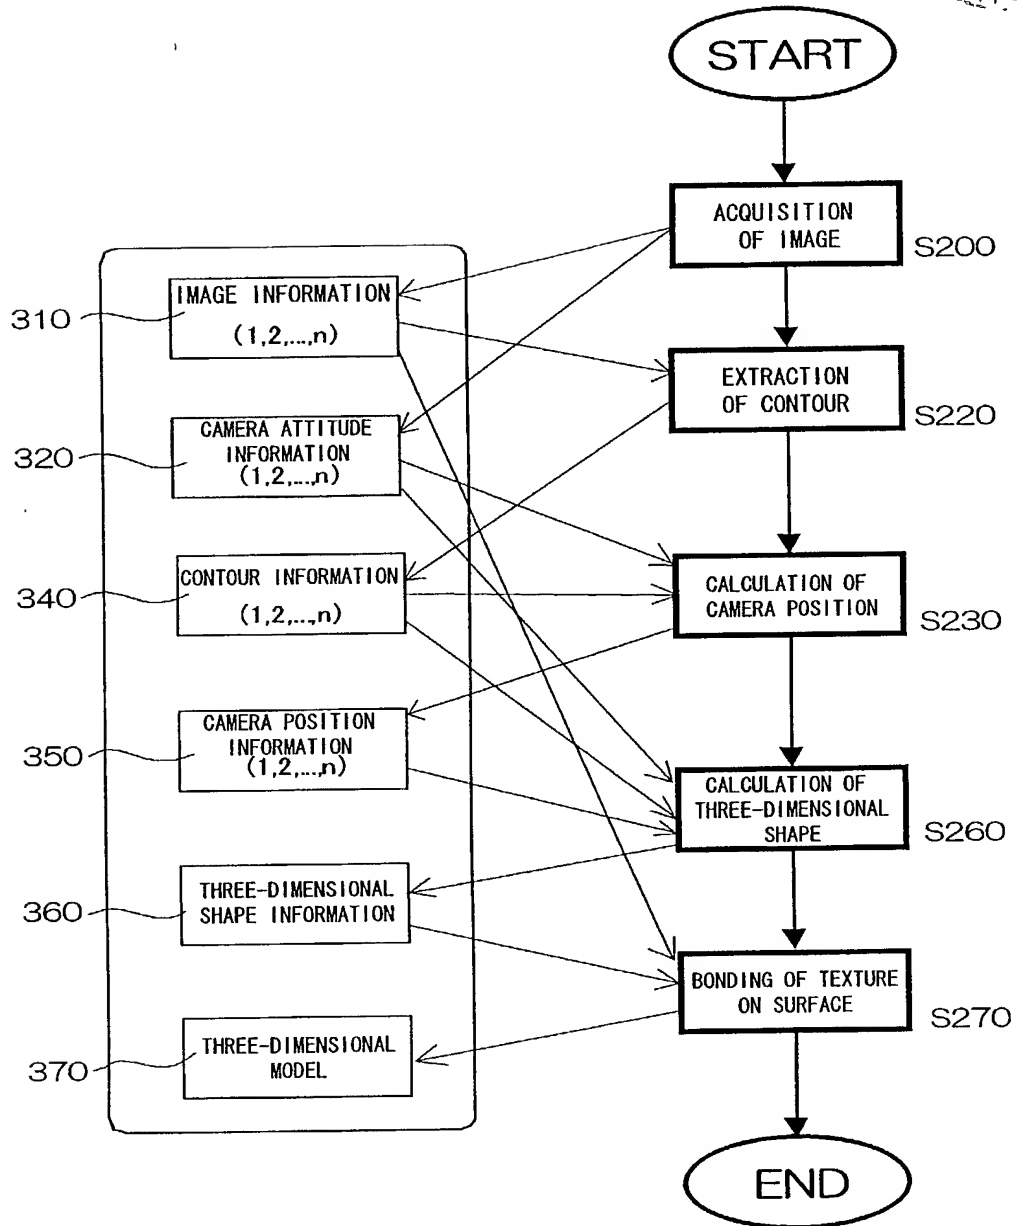 START
ACQUISITION
OF IMAGE
S200
IMAGE INFORMATION
(1,2,...,n)
310
EXTRACTION
OF CONTOUR
S220
CAMERA ATTITUDE
INFORMATION
(1,2,...,n)
320
CONTOUR INFORMATION
(1,2,...,n)
340
CALCULATION OF
CAMERA POSITION
S230
CAMERA POSITION
INFORMATION
(1,2,...,n)
350
CALCULATION OF
THREE-DIMENSIONAL
SHAPE
S260
THREE-DIMENSIONAL
SHAPE INFORMATION
360
BONDING OF TEXTURE
ON SURFACE
S270
THREE-DIMENSIONAL
MODEL
370
END